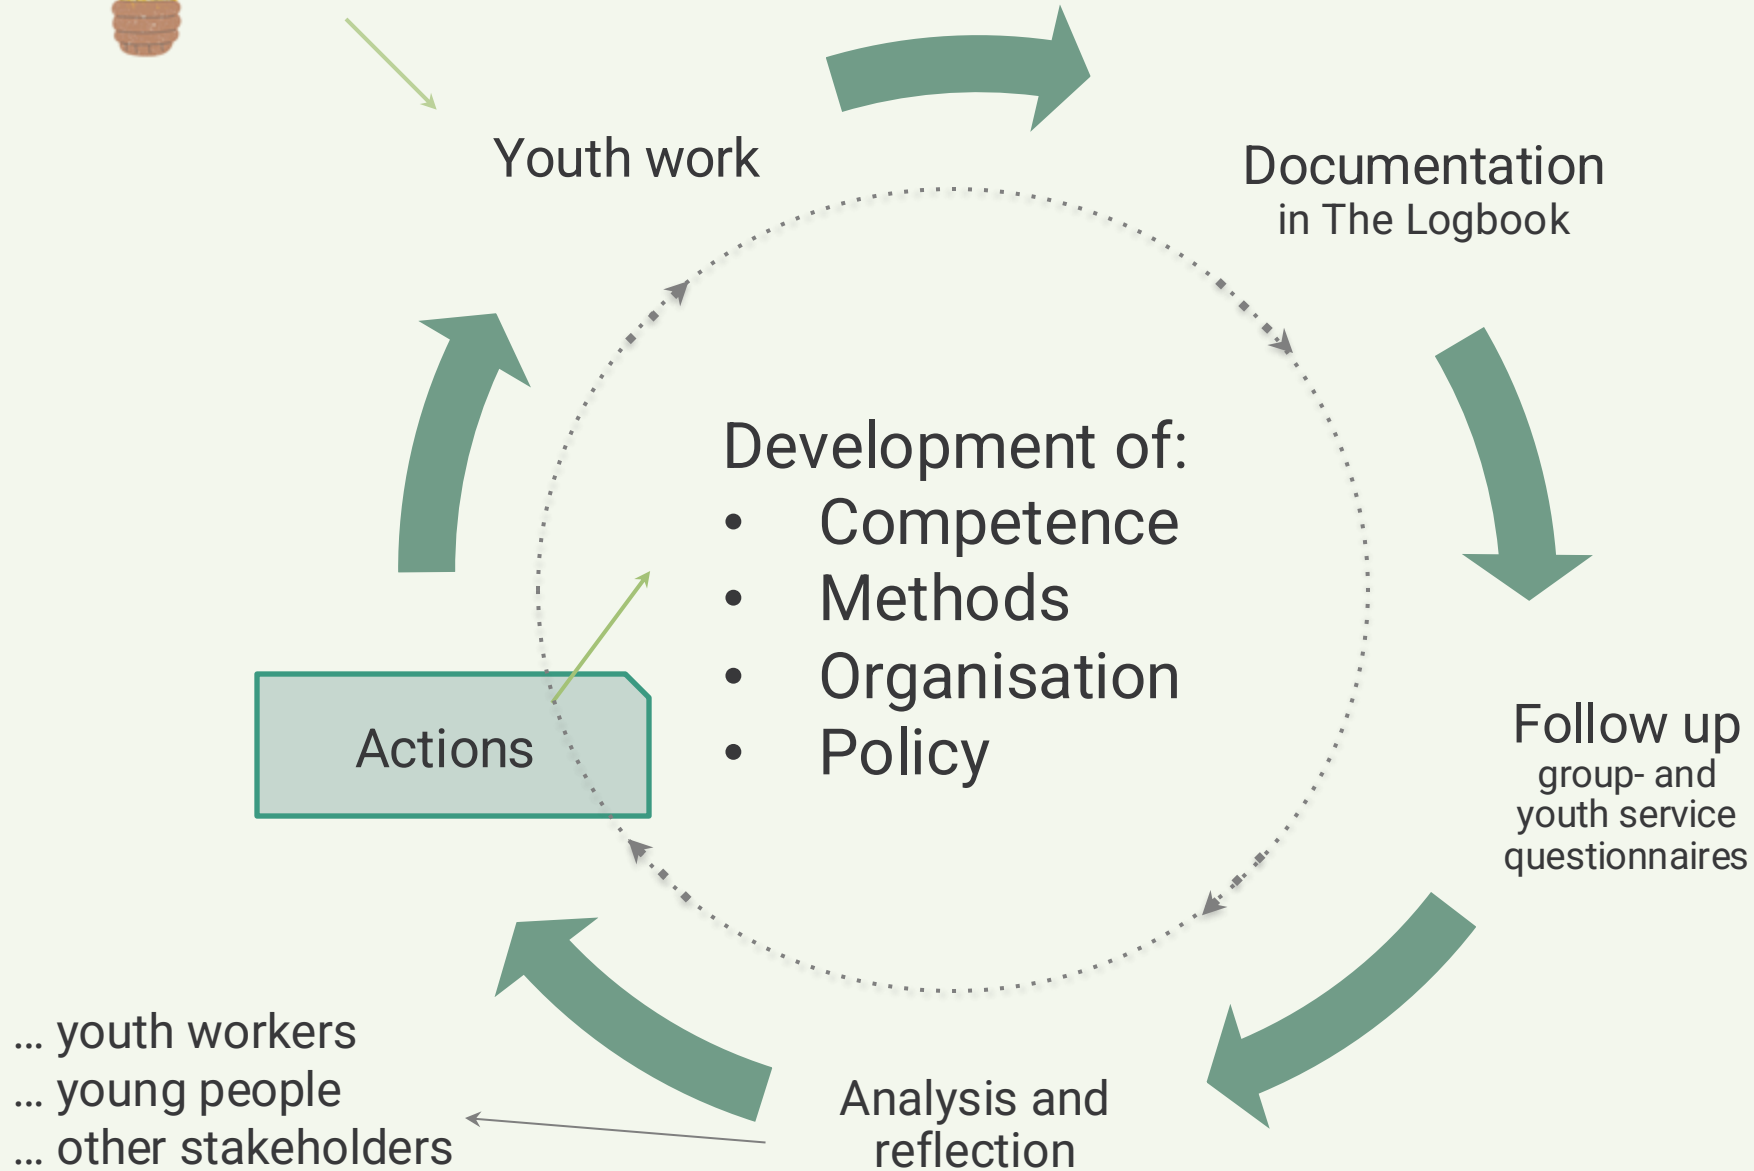 Youth work
Documentation
in The Logbook
Development of:
• Competence
• Methods
• Organisation
• Policy
Follow up
group- and
youth service
questionnaires
Actions
Analysis and
reflection
... youth workers
... young people
... other stakeholders